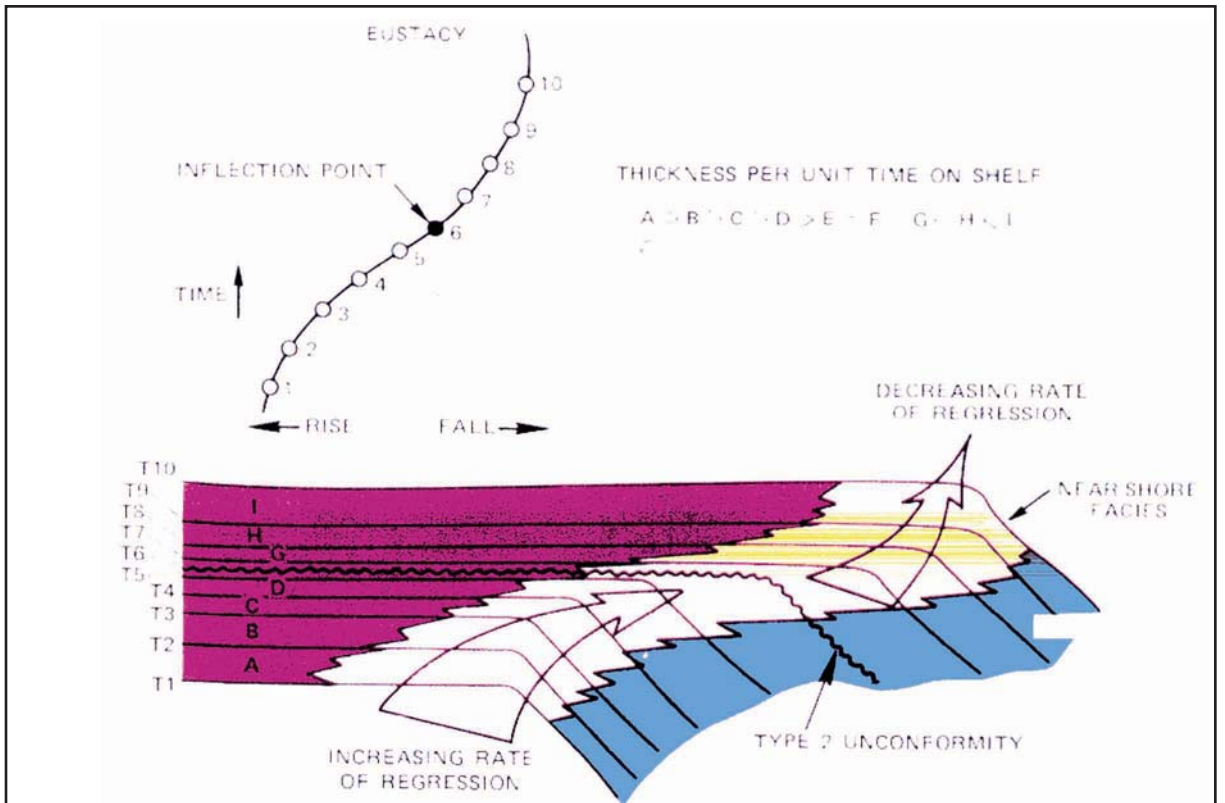 EUSTACY
10
9
8
INFLECTION POINT
7
6
5
4
TIME
3
2
1
RISE
FALL
THICKNESS PER UNIT TIME ON SHELF
A B C D > E F G H < I
DECREASING RATE
OF REGRESSION
NEAR SHORE
FACIES
T10
T9
T8
T7
T6
T5
T4
T3
T2
T1
I
H
G
D
C
B
A
INCREASING RATE
OF REGRESSION
TYPE 2 UNCONFORMITY